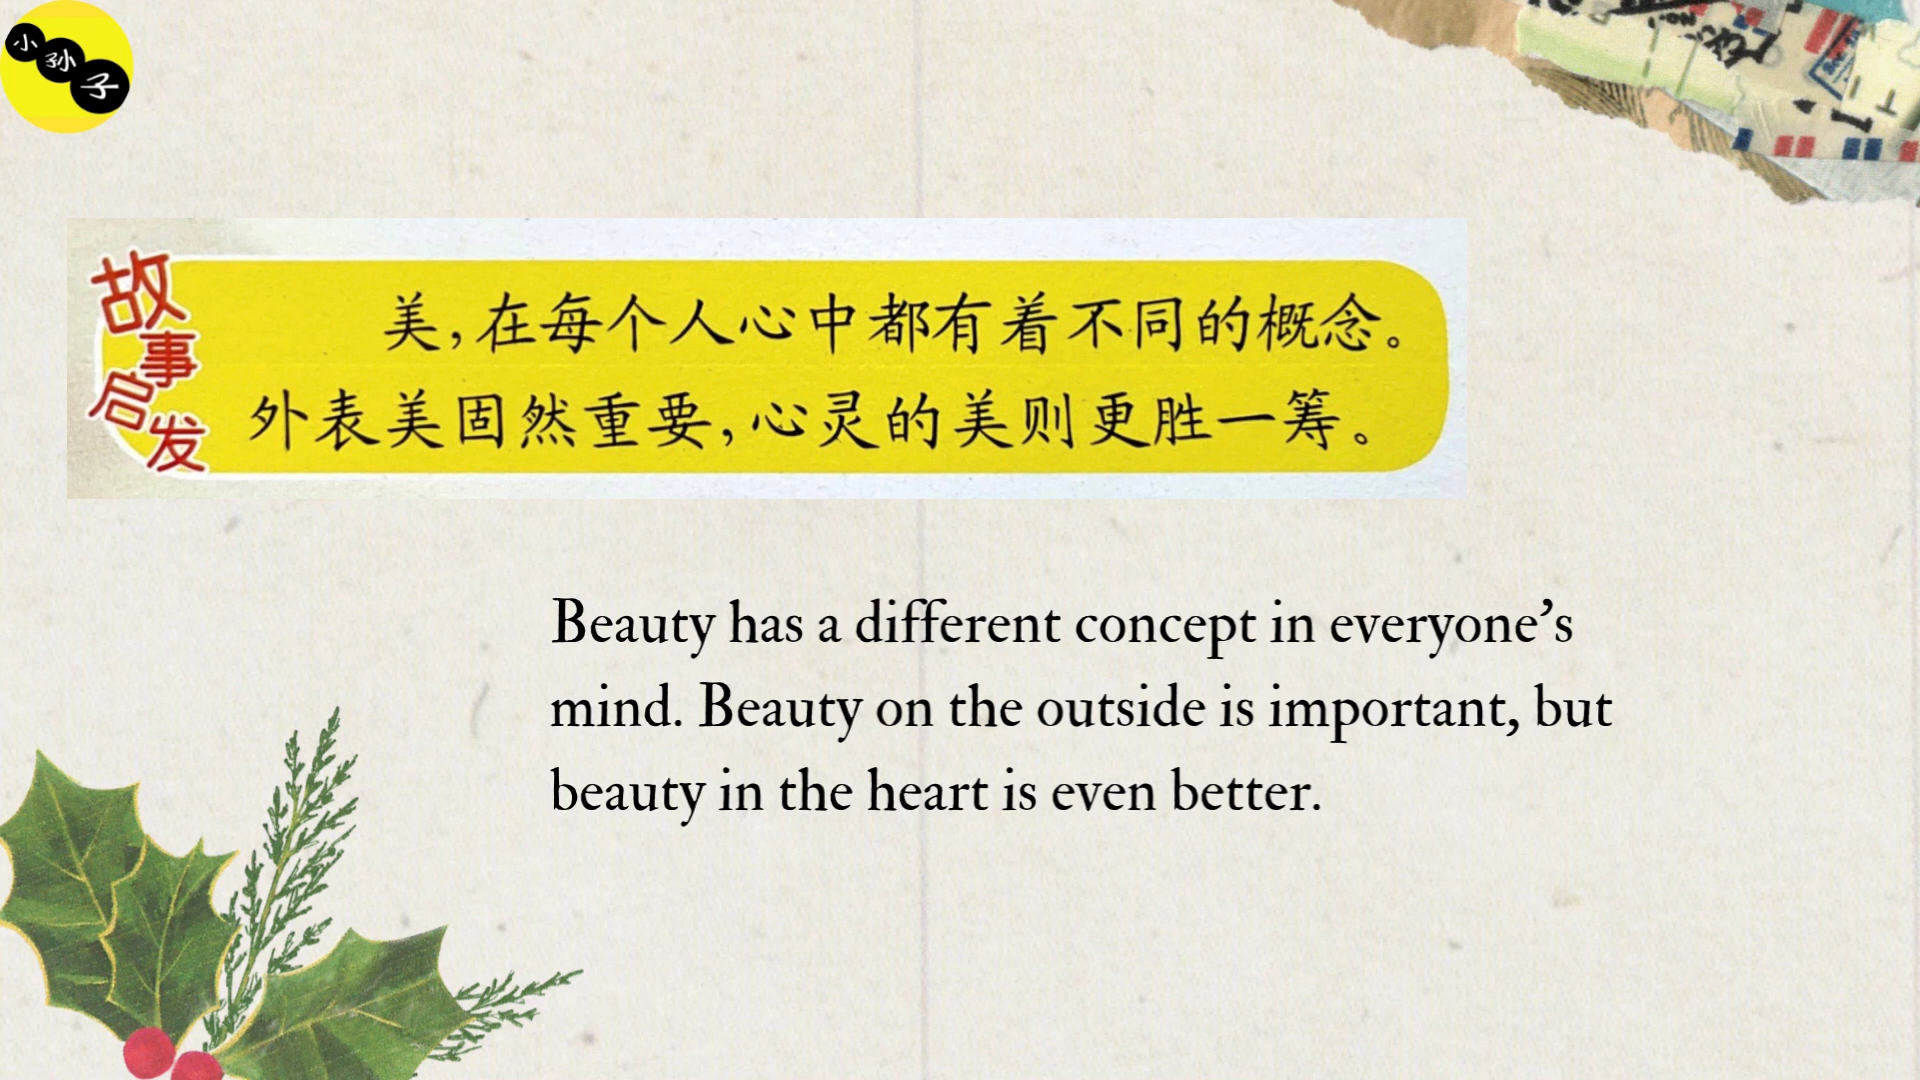 小孙子
故事启发
美,在每个人心中都有着不同的概念。
外表美固然重要,心灵的美则更胜一筹。
Beauty has a different concept in everyone's
mind. Beauty on the outside is important, but
beauty in the heart is even better.